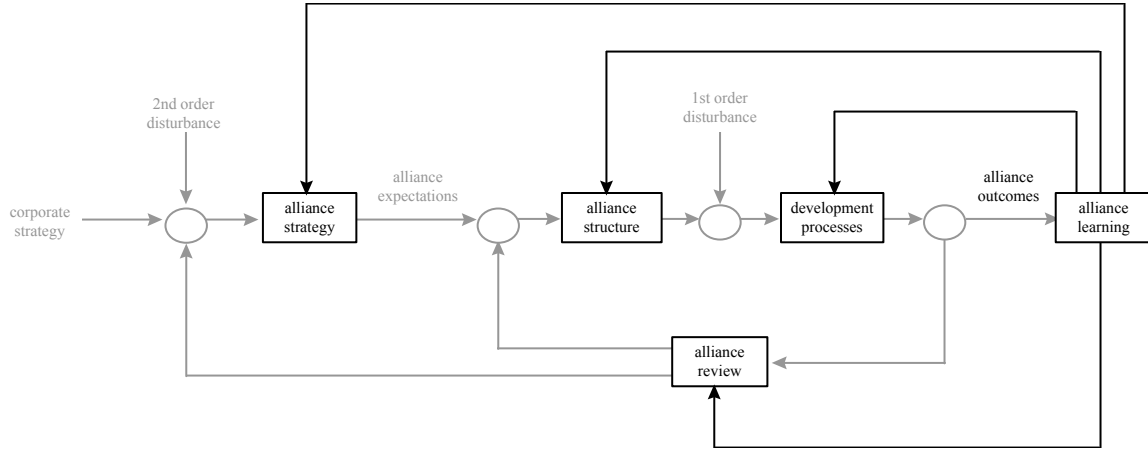 2nd order
disturbance
1st order
disturbance
alliance
expectations
alliance
outcomes
corporate
strategy
alliance
strategy
alliance
structure
development
processes
alliance
learning
alliance
review